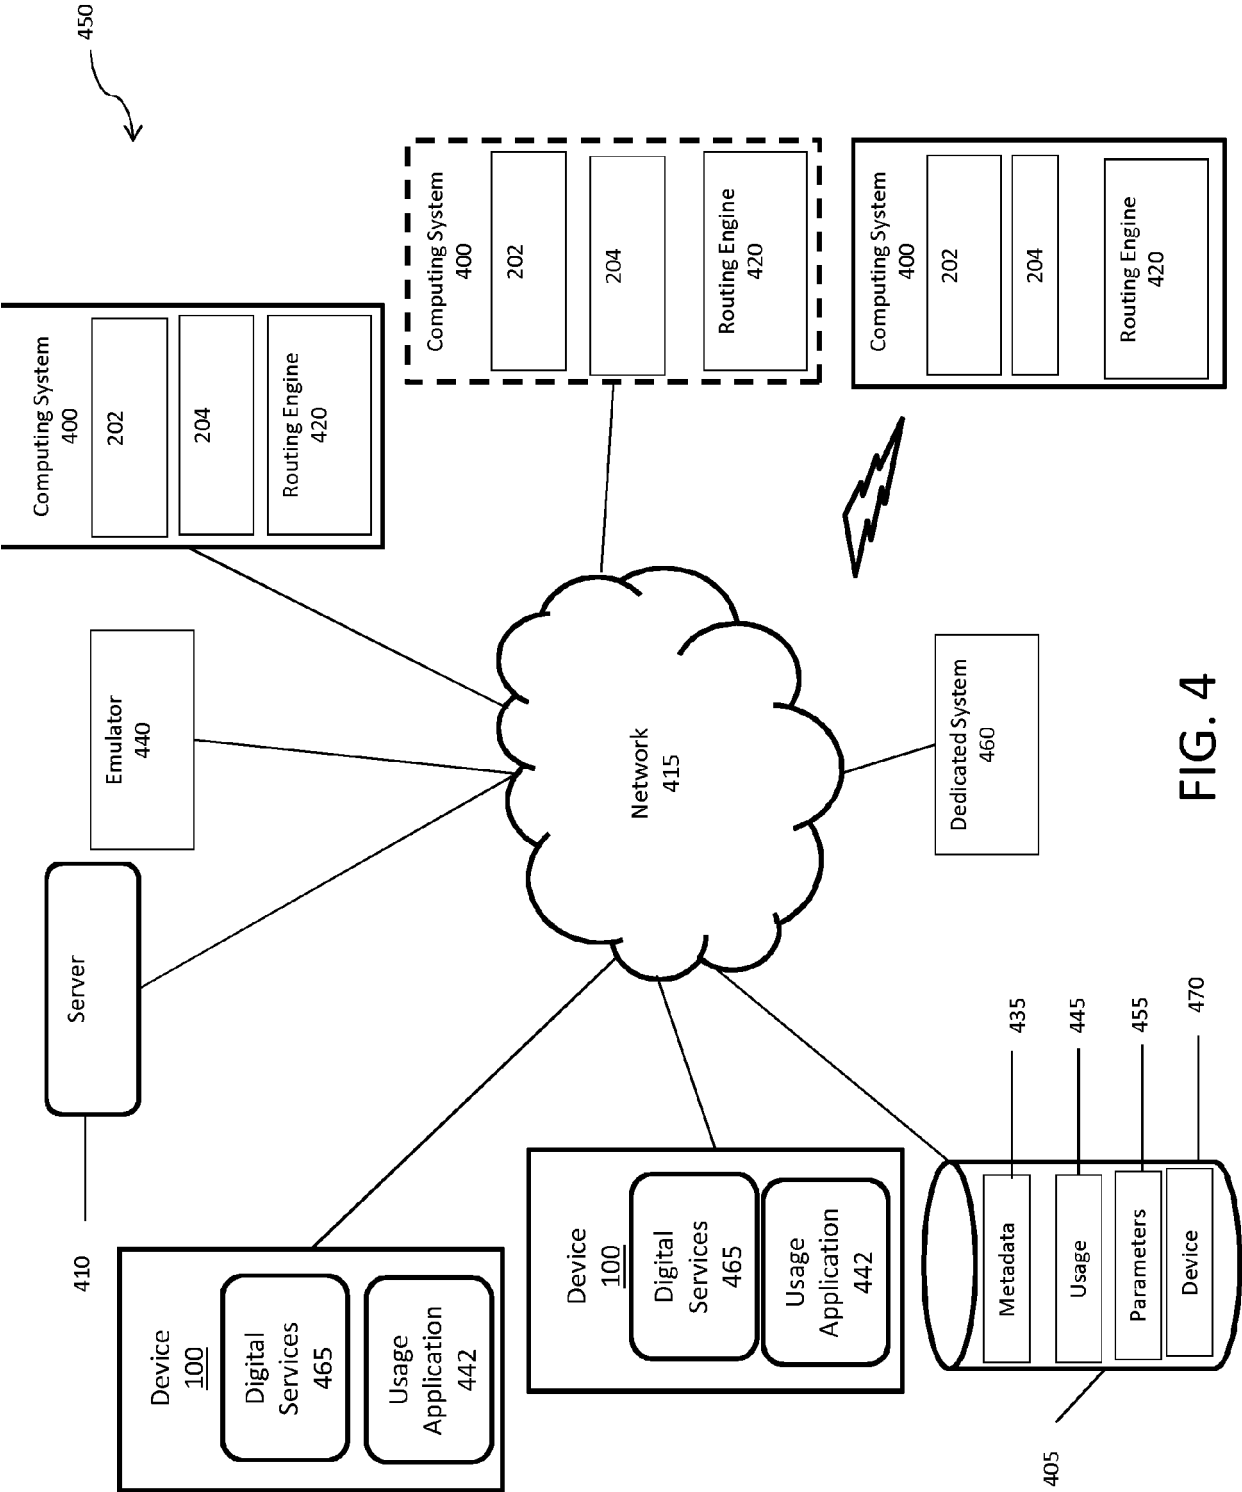 450
410
Server
Emulator
440
Computing System
400
202
204
Routing Engine
420
Device
100
Digital
Services
465
Usage
Application
442
Network
415
Computing System
400
202
204
Routing Engine
420
Device
100
Digital
Services
465
Usage
Application
442
Computing System
400
202
204
Routing Engine
420
405
Metadata
435
Usage
445
Parameters
455
Device
470
Dedicated System
460
FIG. 4